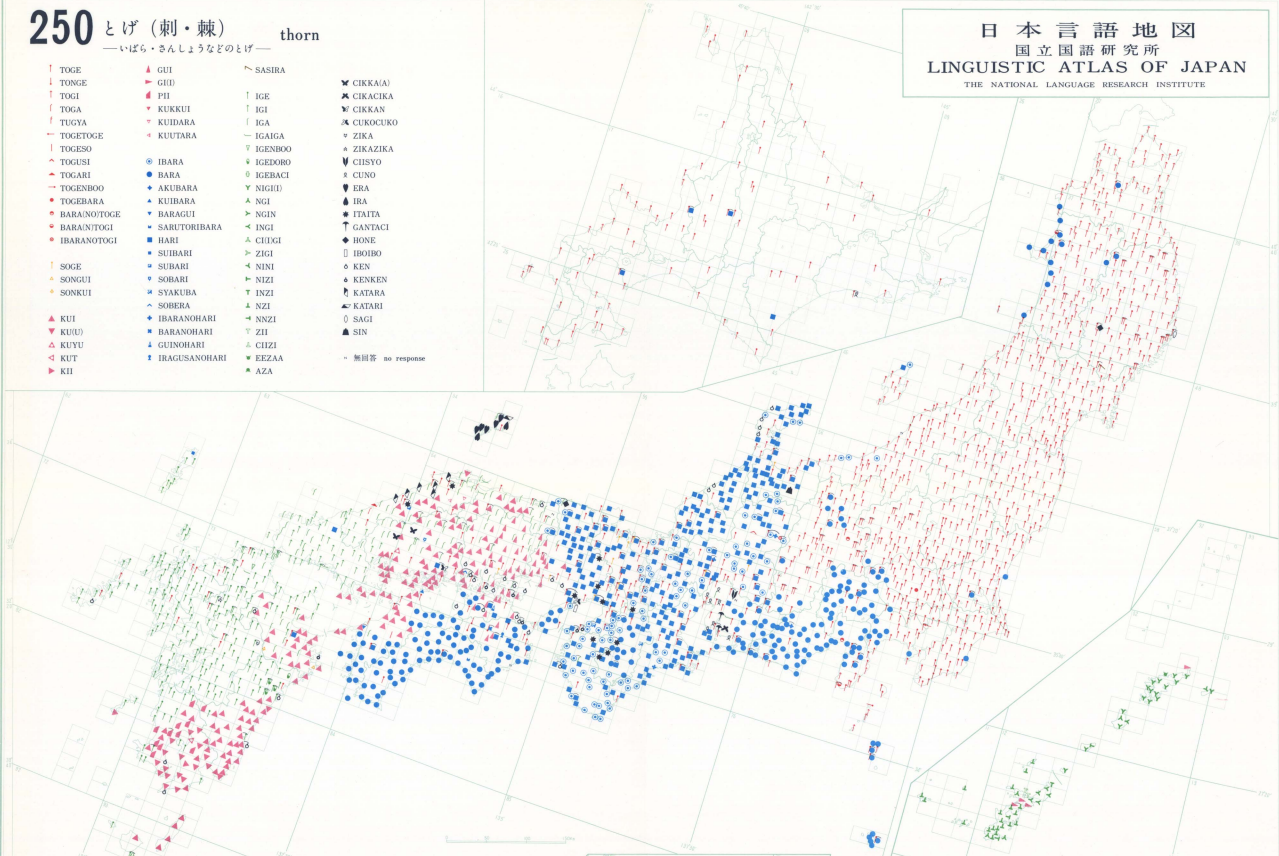 250 とげ（刺・棘） thorn
―いばら・さんしょうなどのとげ―
日本言語地図
国立国語研究所
LINGUISTIC ATLAS OF JAPAN
THE NATIONAL LANGUAGE RESEARCH INSTITUTE
TOGE
TONGE
TOGI
TOGA
TUGYA
TOGETOGE
TOGESO
TOGUSI
TOGARI
TOGENBOO
TOGEBARA
BARA(NO)TOGE
BARA(N)TOGI
IBARANOTOGI
SOGE
SONGUI
SONKUI
KUI
KU(U)
KUYU
KUT
KII
GUI
GI(I)
PII
KUKKUI
KUIDARA
KUUTARA
IBARA
BARA
AKUBARA
KUIBARA
BARAGUI
SARUTORIBARA
HARI
SUIBARI
SUBARI
SOBARI
SYAKUBA
SOBERA
IBARANOHARI
BARANOHARI
GUINOHARI
IRAGUSANOHARI
SASIRA
IGE
IGI
IGA
IGAIGA
IGENBOO
IGEDORO
IGEBACI
NIGI(I)
NGI
NGIN
INGI
CI(I)GI
ZIGI
NINI
NIZI
INZI
NZI
NNZI
ZII
CIIZI
EEZAA
AZA
CIKKA(A)
CIKACIKA
CIKKAN
CUKOCUKO
ZIKA
ZIKAZIKA
CIISYO
CUNO
ERA
IRA
ITAITA
GANTACI
HONE
IBOIBO
KEN
KENKEN
KATARA
KATARI
SAGI
SIN
無回答 no response